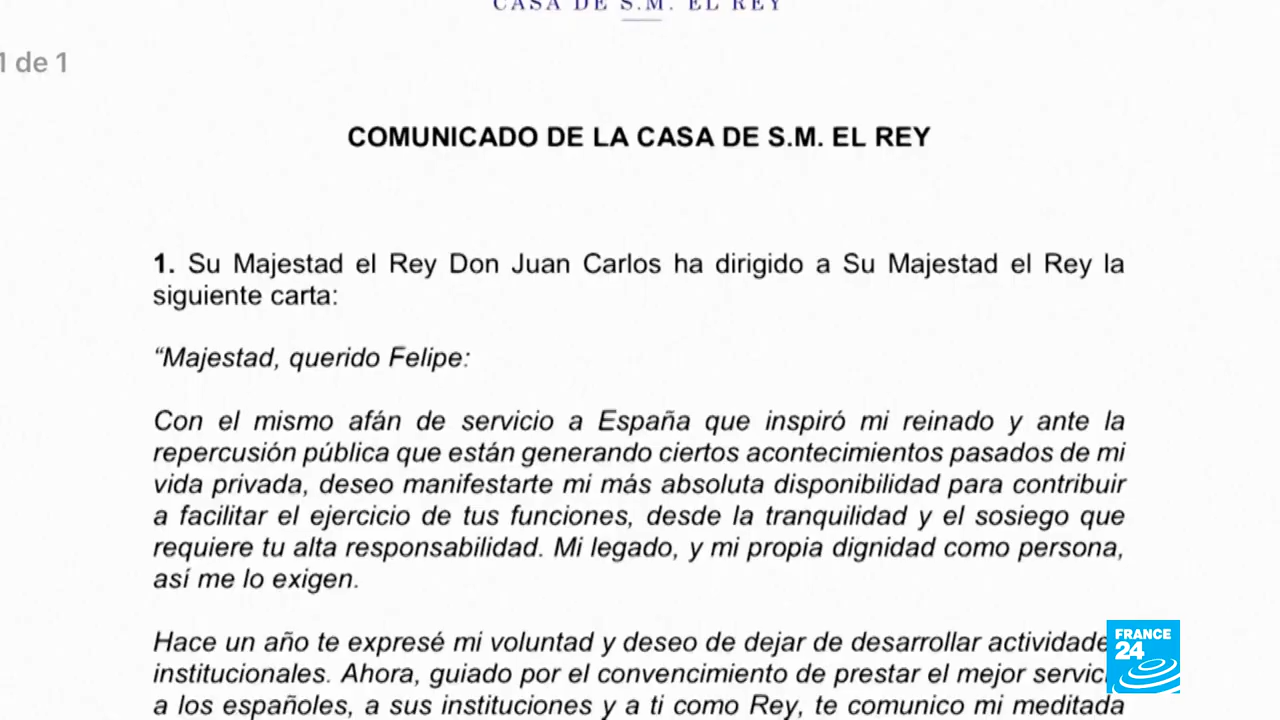 CASA DE S.M. EL REY
1 de 1
COMUNICADO DE LA CASA DE S.M. EL REY
1. Su Majestad el Rey Don Juan Carlos ha dirigido a Su Majestad el Rey la
siguiente carta:
“Majestad, querido Felipe:
Con el mismo afán de servicio a España que inspiró mi reinado y ante la
repercusión pública que están generando ciertos acontecimientos pasados de mi
vida privada, deseo manifestarte mi más absoluta disponibilidad para contribuir
a facilitar el ejercicio de tus funciones, desde la tranquilidad y el sosiego que
requiere tu alta responsabilidad. Mi legado, y mi propia dignidad como persona,
así me lo exigen.
Hace un año te expresé mi voluntad y deseo de dejar de desarrollar actividade
institucionales. Ahora, guiado por el convencimiento de prestar el mejor servici
a los españoles, a sus instituciones y a ti como Rey, te comunico mi meditada
FRANCE
24